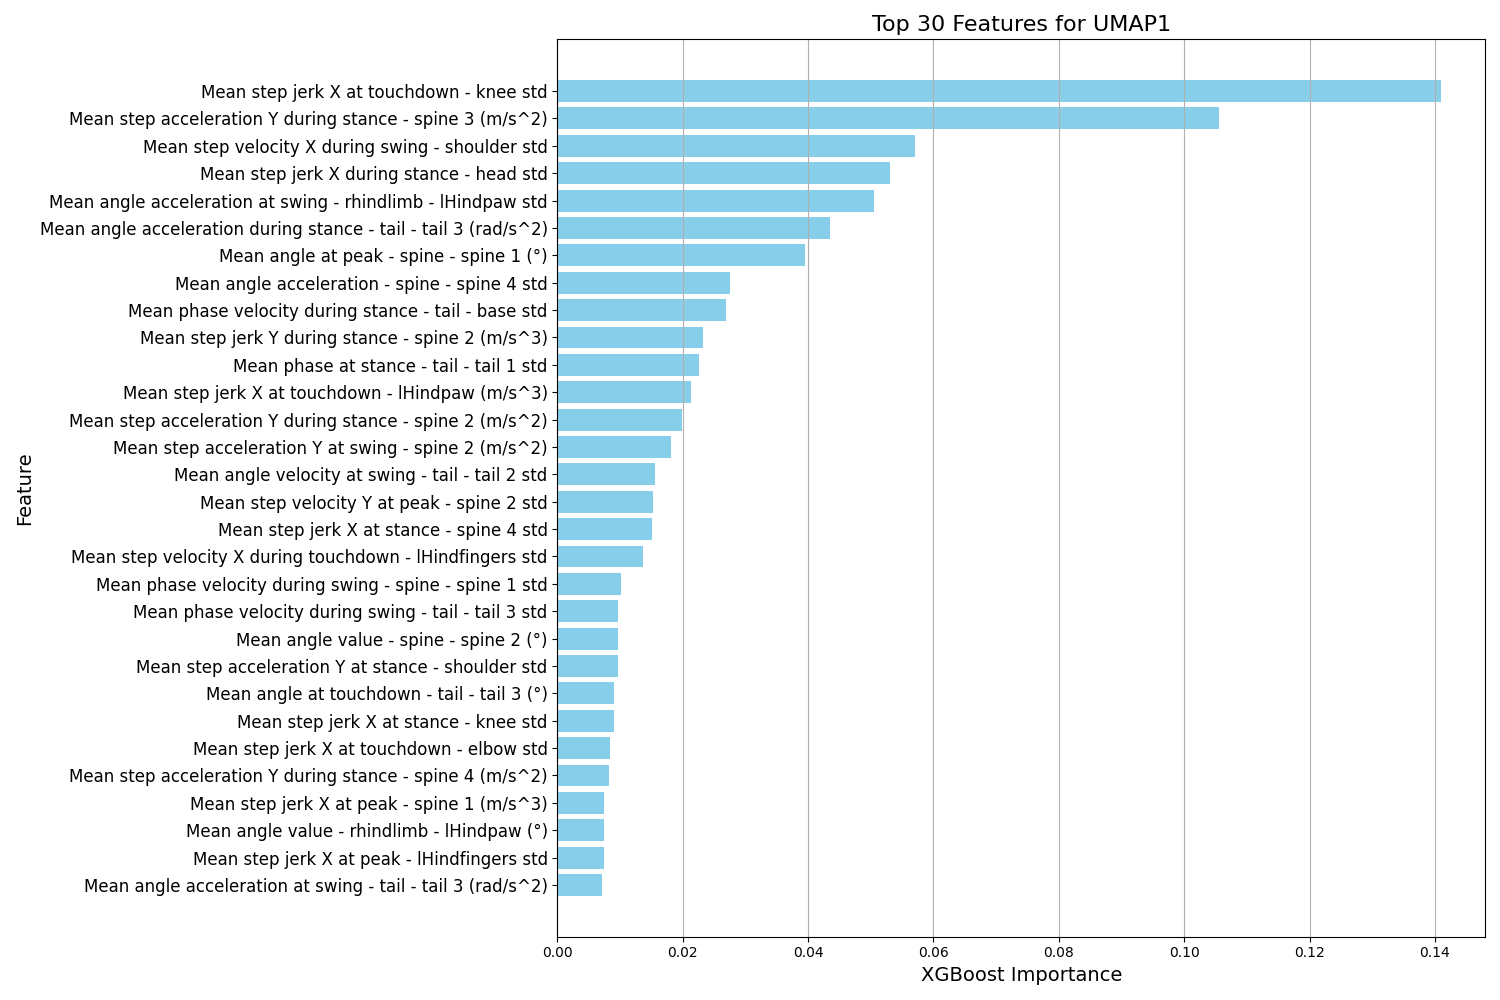 Top 30 Features for UMAP1
Mean step jerk X at touchdown - knee std
Mean step acceleration Y during stance - spine 3 (m/s^2)
Mean step velocity X during swing - shoulder std
Mean step jerk X during stance - head std
Mean angle acceleration at swing - rhindlimb - lHindpaw std
Mean angle acceleration during stance - tail - tail 3 (rad/s^2)
Mean angle at peak - spine - spine 1 (°)
Mean angle acceleration - spine - spine 4 std
Mean phase velocity during stance - tail - base std
Mean step jerk Y during stance - spine 2 (m/s^3)
Mean phase at stance - tail - tail 1 std
Mean step jerk X at touchdown - lHindpaw (m/s^3)
Mean step acceleration Y during stance - spine 2 (m/s^2)
Mean step acceleration Y at swing - spine 2 (m/s^2)
Mean angle velocity at swing - tail - tail 2 std
Mean step velocity Y at peak - spine 2 std
Mean step jerk X at stance - spine 4 std
Mean step velocity X during touchdown - lHindfingers std
Mean phase velocity during swing - spine - spine 1 std
Mean phase velocity during swing - tail - tail 3 std
Mean angle value - spine - spine 2 (°)
Mean step acceleration Y at stance - shoulder std
Mean angle at touchdown - tail - tail 3 (°)
Mean step jerk X at stance - knee std
Mean step jerk X at touchdown - elbow std
Mean step acceleration Y during stance - spine 4 (m/s^2)
Mean step jerk X at peak - spine 1 (m/s^3)
Mean angle value - rhindlimb - lHindpaw (°)
Mean step jerk X at peak - lHindfingers std
Mean angle acceleration at swing - tail - tail 3 (rad/s^2)
Feature
0.00 0.02 0.04 0.06 0.08 0.10 0.12 0.14
XGBoost Importance